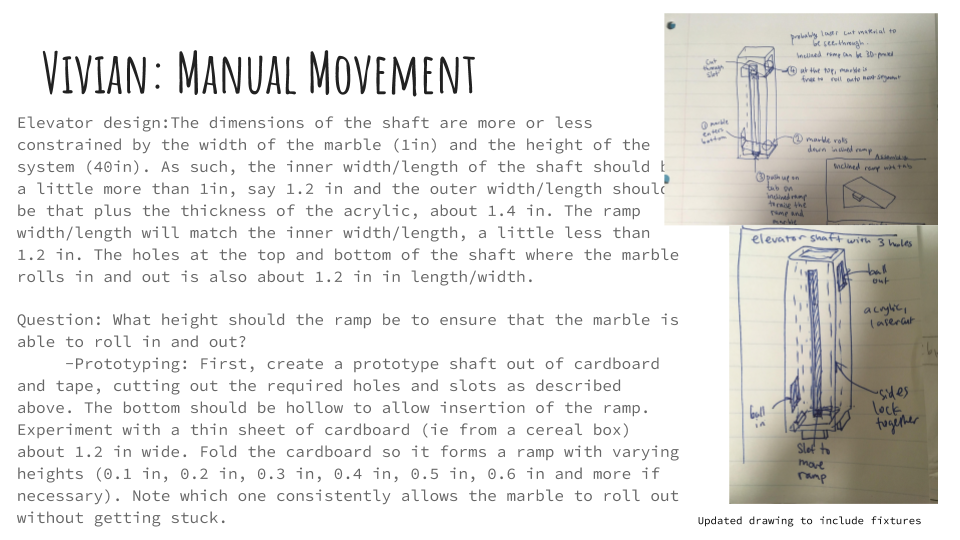 Vivian: Manual Movement
Elevator design:The dimensions of the shaft are more or less
constrained by the width of the marble (1in) and the height of the
system (40in). As such, the inner width/length of the shaft should b
a little more than 1in, say 1.2 in and the outer width/length should
be that plus the thickness of the acrylic, about 1.4 in. The ramp
width/length will match the inner width/length, a little less than
1.2 in. The holes at the top and bottom of the shaft where the marble
rolls in and out is also about 1.2 in in length/width.
Question: What height should the ramp be to ensure that the marble is
able to roll in and out?
-Prototyping: First, create a prototype shaft out of cardboard
and tape, cutting out the required holes and slots as described
above. The bottom should be hollow to allow insertion of the ramp.
Experiment with a thin sheet of cardboard (ie from a cereal box)
about 1.2 in wide. Fold the cardboard so it forms a ramp with varying
heights (0.1 in, 0.2 in, 0.3 in, 0.4 in, 0.5 in, 0.6 in and more if
necessary). Note which one consistently allows the marble to roll out
without getting stuck.
probably laser cut material to
be see-through.
Inclined ramp can be 3D-printed
Cut
through
slot
④ at the top, marble is
free to roll onto next segment
① marble
enters
bottom
② marble rolls
down inclined ramp
③ push up on
tab on
inclined ramp
to raise the
ramp and
marble
Inclined ramp with tab
elevator shaft with 3 holes
ball
out
acrylic,
lasercut
ball
in
sides
lock
together
Slot to
move
ramp
Updated drawing to include fixtures